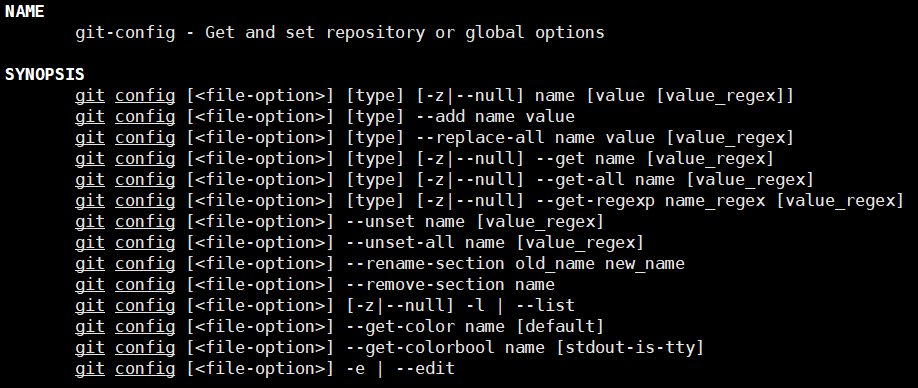 NAME
git-config - Get and set repository or global options
SYNOPSIS
git config [<file-option>] [type] [-z|--null] name [value [value_regex]]
git config [<file-option>] [type] --add name value
git config [<file-option>] [type] --replace-all name value [value_regex]
git config [<file-option>] [type] [-z|--null] --get name [value_regex]
git config [<file-option>] [type] [-z|--null] --get-all name [value_regex]
git config [<file-option>] [type] [-z|--null] --get-regexp name_regex [value_regex]
git config [<file-option>] --unset name [value_regex]
git config [<file-option>] --unset-all name [value_regex]
git config [<file-option>] --rename-section old_name new_name
git config [<file-option>] --remove-section name
git config [<file-option>] [-z|--null] -l | --list
git config [<file-option>] --get-color name [default]
git config [<file-option>] --get-colorbool name [stdout-is-tty]
git config [<file-option>] -e | --edit